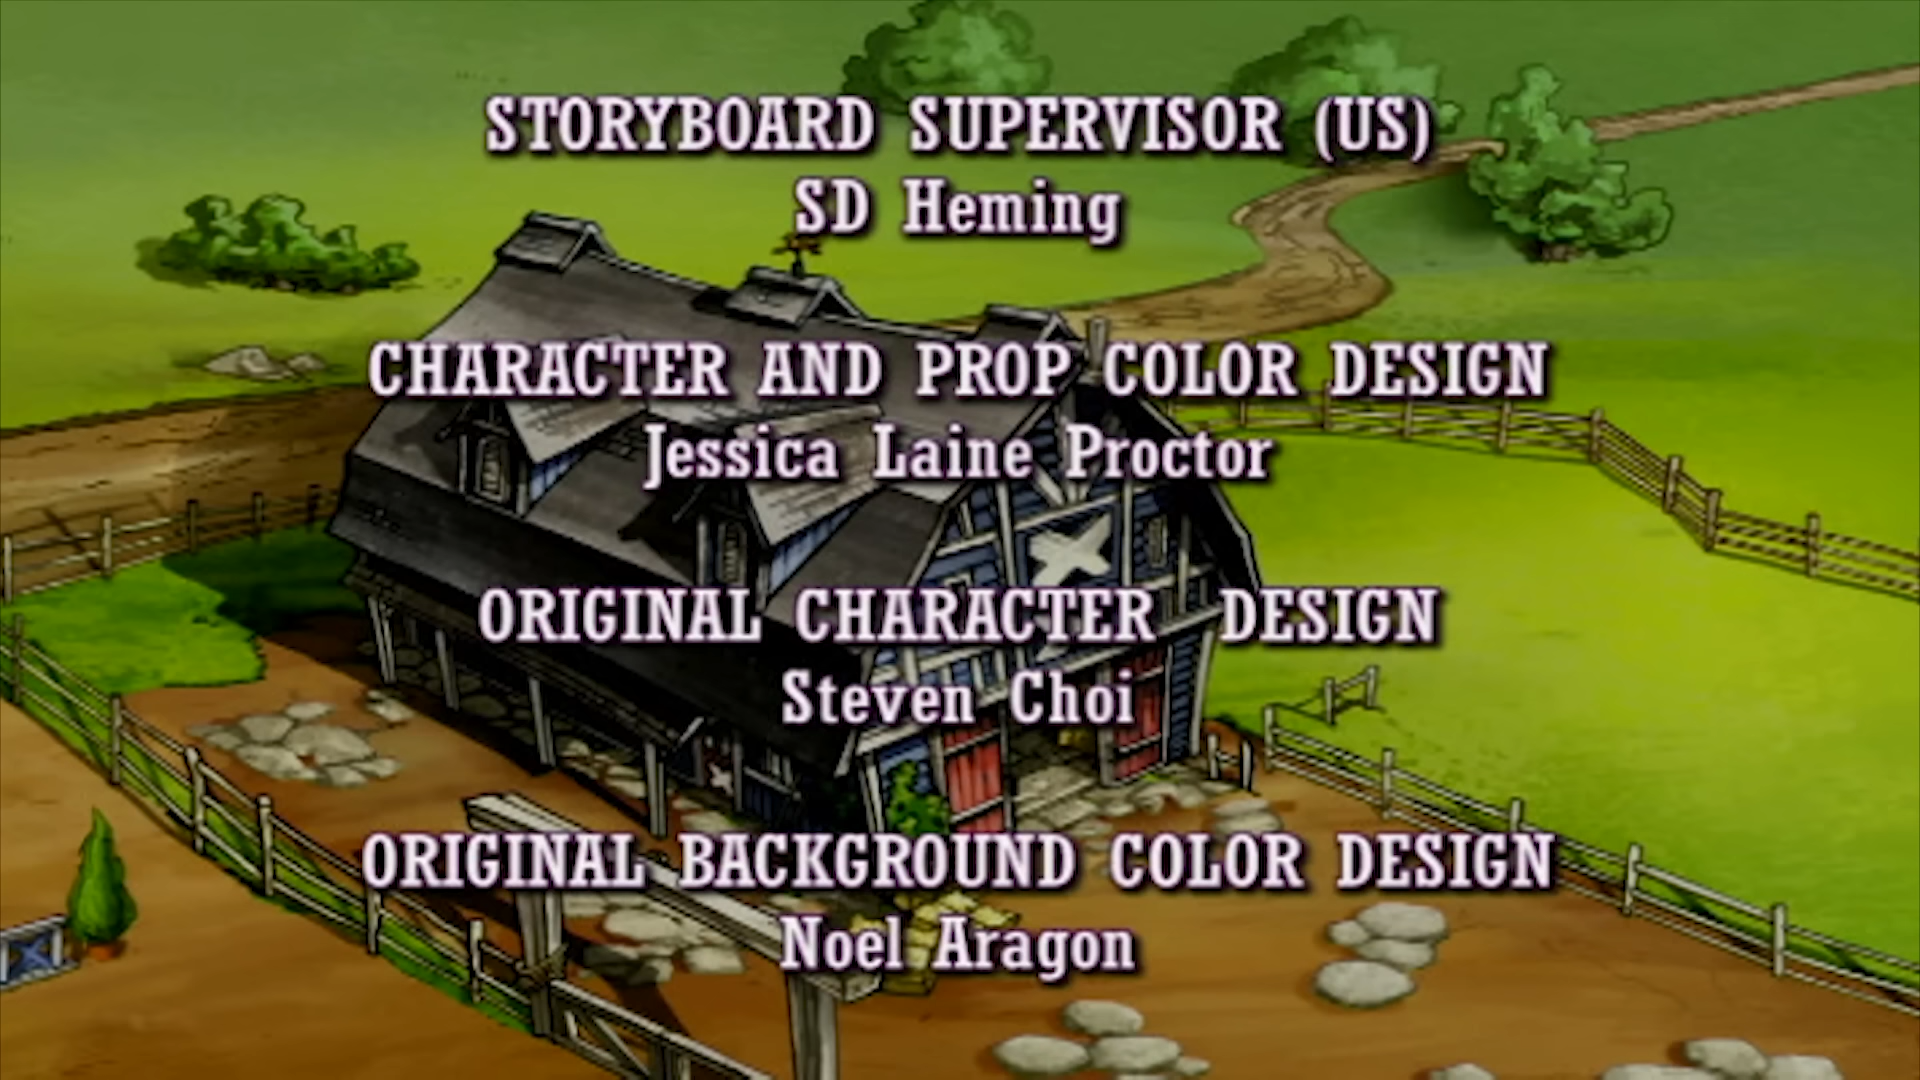 STORYBOARD SUPERVISOR (US)
SD Heming
CHARACTER AND PROP COLOR DESIGN
Jessica Laine Proctor
ORIGINAL CHARACTER DESIGN
Steven Choi
ORIGINAL BACKGROUND COLOR DESIGN
Noel Aragon